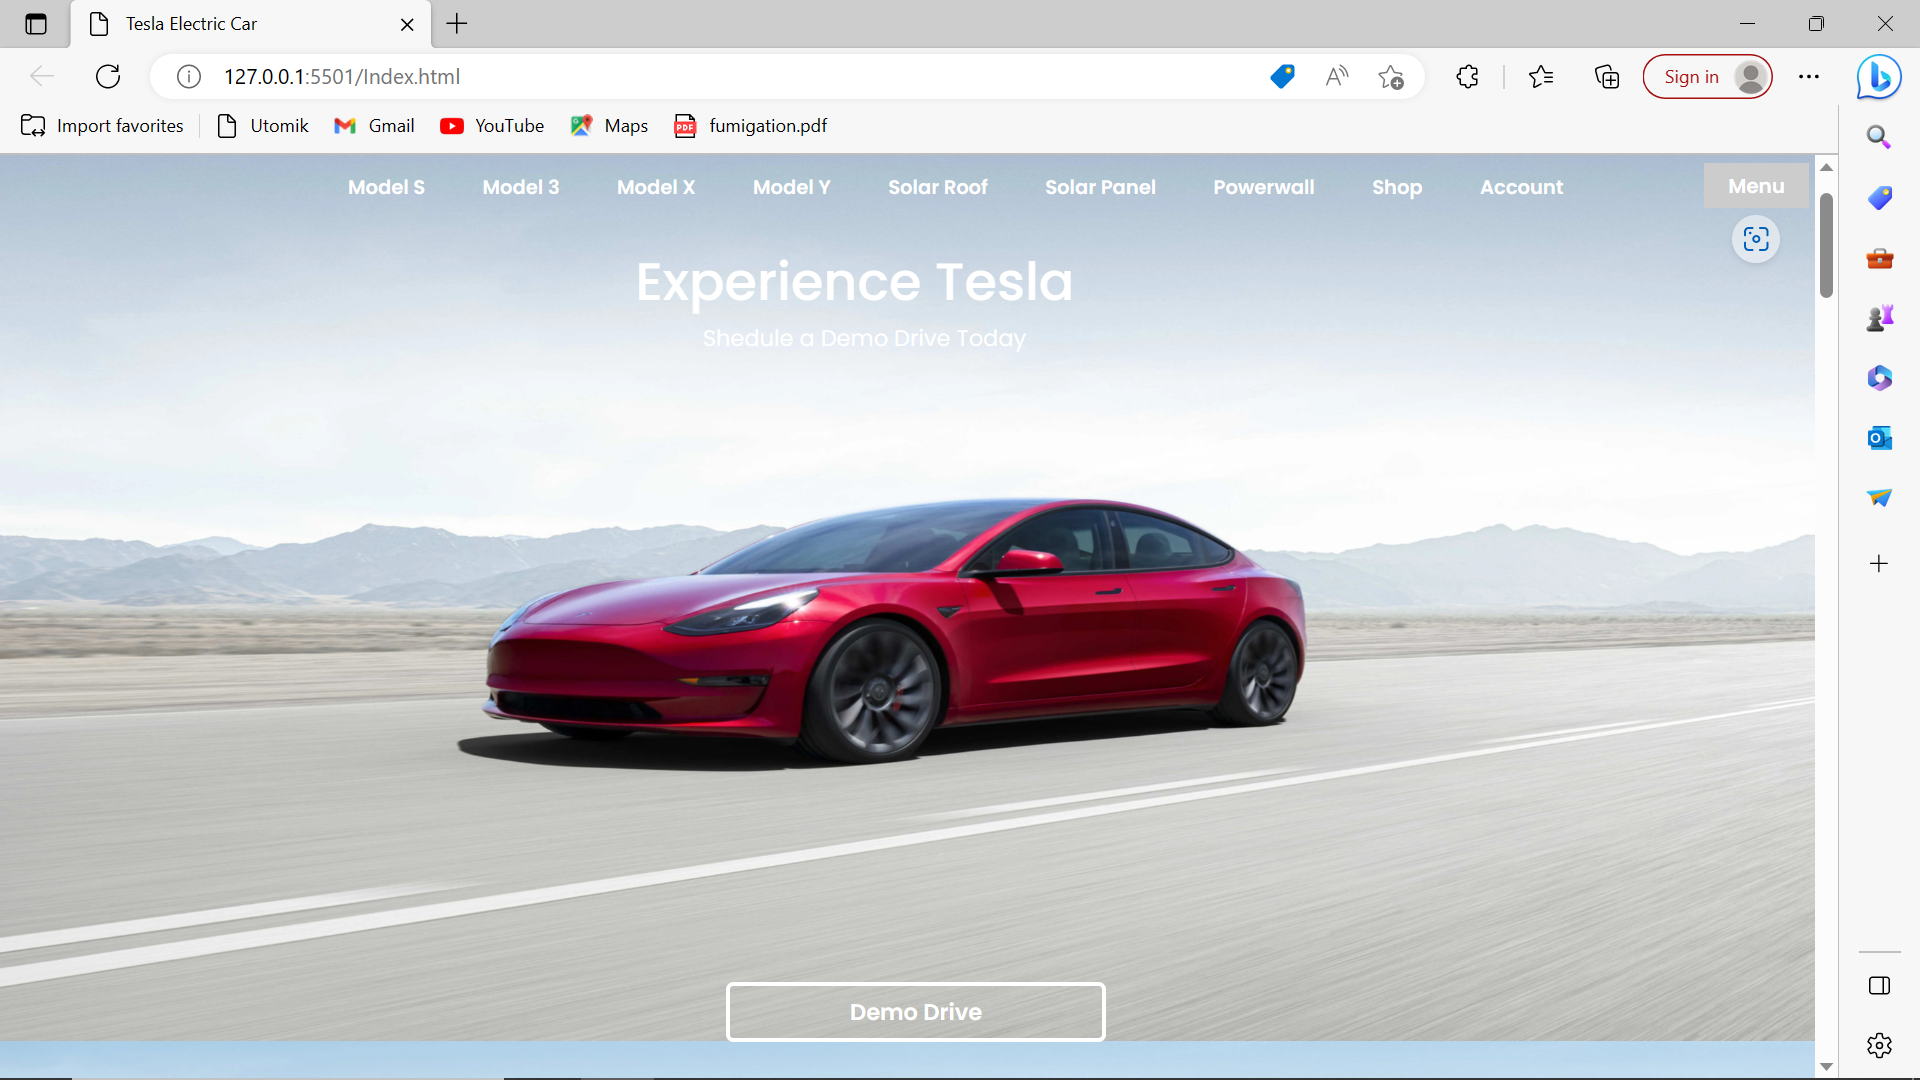 Tesla Electric Car
127.0.0.1:5501/Index.html
Sign in
Import favorites
Utomik
Gmail
YouTube
PDF
Maps
fumigation.pdf
Model S
Model 3
Model X
Model Y
Solar Roof
Solar Panel
Powerwall
Shop
Account
Menu
Experience Tesla
Shedule a Demo Drive Today
Demo Drive